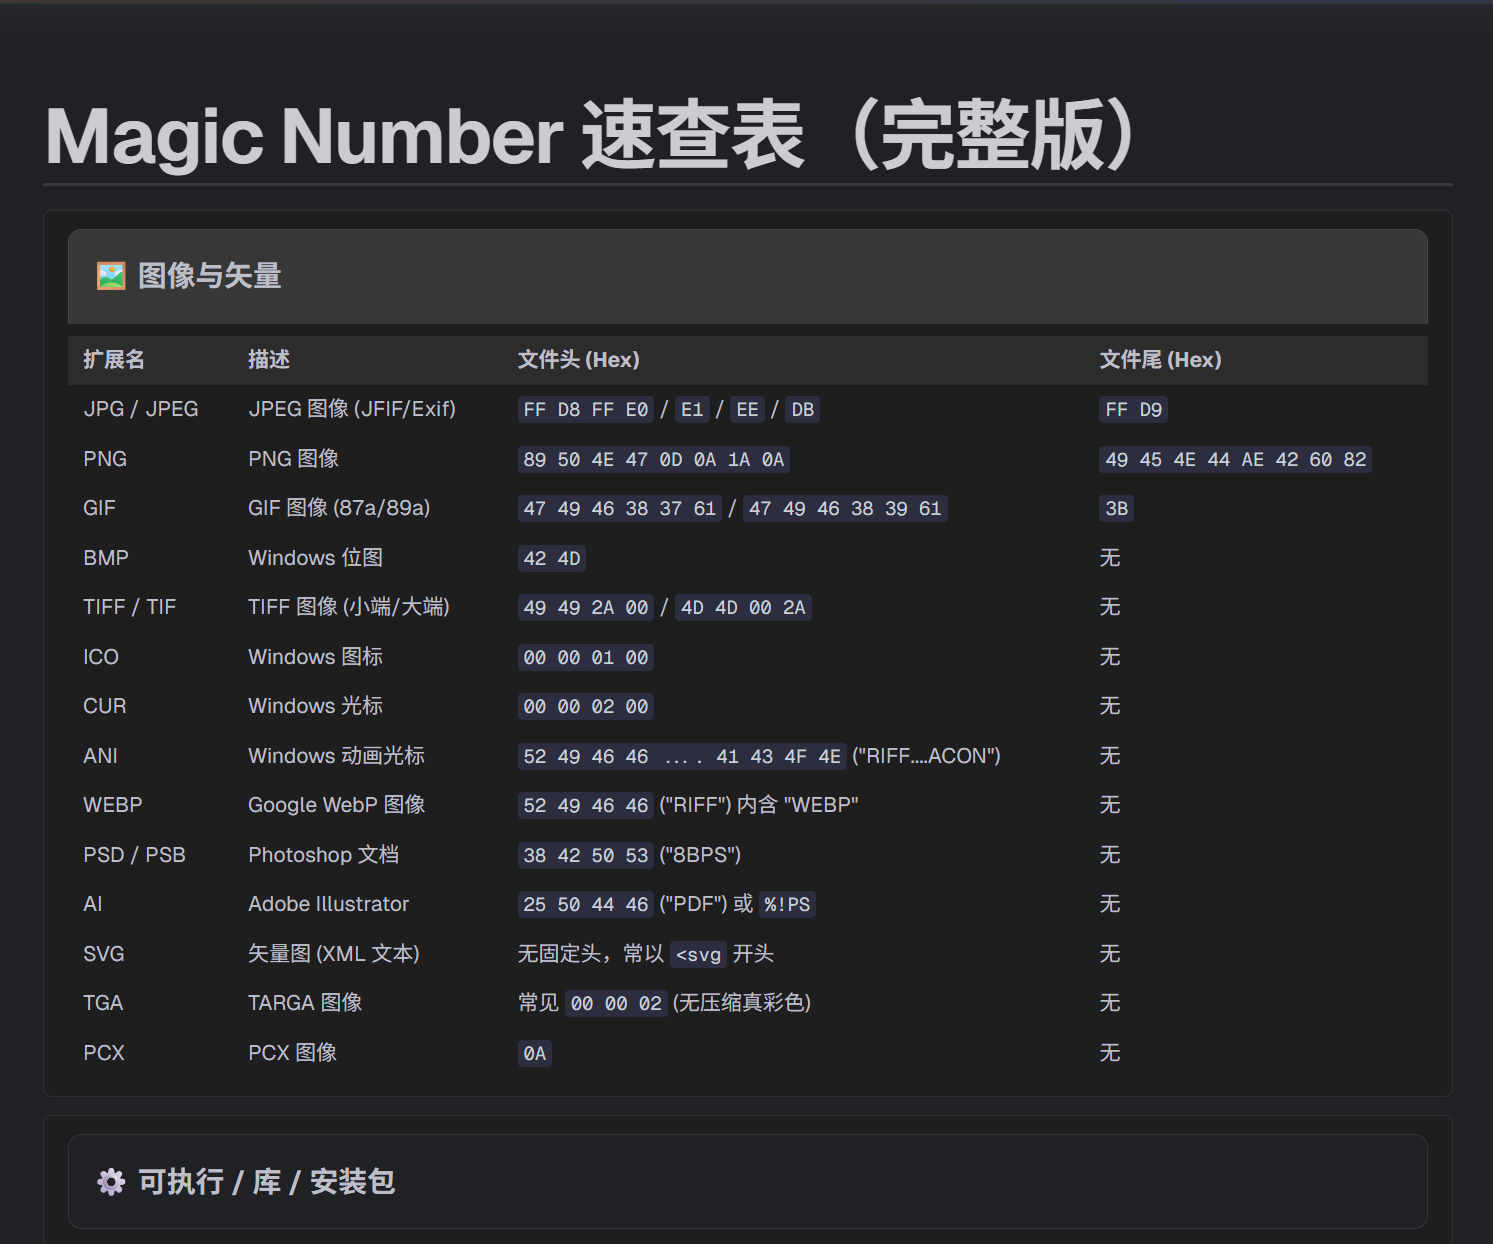 Magic Number 速查表（完整版）
🖼️ 图像与矢量
扩展名 描述 文件头 (Hex) 文件尾 (Hex)
JPG / JPEG JPEG 图像 (JFIF/Exif) FF D8 FF E0 / E1 / EE / DB FF D9
PNG PNG 图像 89 50 4E 47 0D 0A 1A 0A 49 45 4E 44 AE 42 60 82
GIF GIF 图像 (87a/89a) 47 49 46 38 37 61 / 47 49 46 38 39 61 3B
BMP Windows 位图 42 4D 无
TIFF / TIF TIFF 图像 (小端/大端) 49 49 2A 00 / 4D 4D 00 2A 无
ICO Windows 图标 00 00 01 00 无
CUR Windows 光标 00 00 02 00 无
ANI Windows 动画光标 52 49 46 46 .... 41 43 4F 4E ("RIFF....ACON") 无
WEBP Google WebP 图像 52 49 46 46 ("RIFF") 内含 "WEBP" 无
PSD / PSB Photoshop 文档 38 42 50 53 ("8BPS") 无
AI Adobe Illustrator 25 50 44 46 ("PDF") 或 %!PS 无
SVG 矢量图 (XML 文本) 无固定头，常以 <svg 开头 无
TGA TARGA 图像 常见 00 00 02 (无压缩真彩色) 无
PCX PCX 图像 0A 无
⚙️ 可执行 / 库 / 安装包